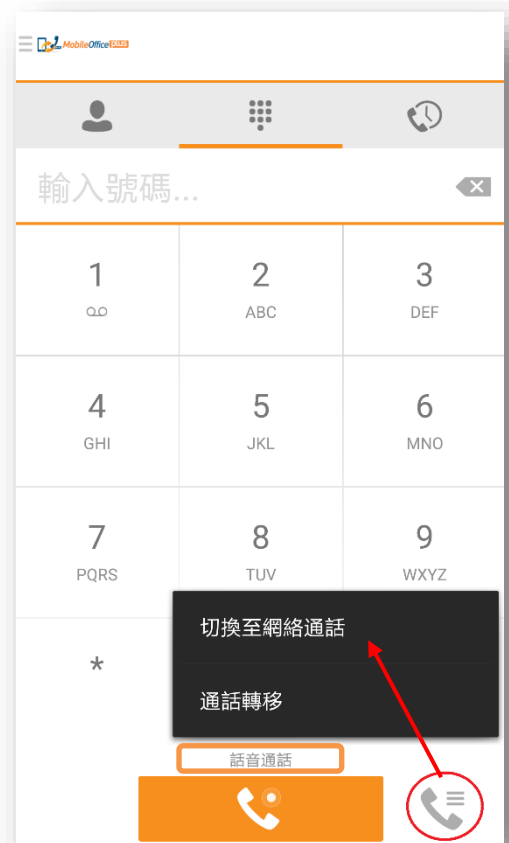 MobileOffice PLUS
輸入號碼...
1 2 3
ABC DEF
4 5 6
GHI JKL MNO
7 8 9
PQRS TUV WXYZ
切換至網絡通話
*
通話轉移
話音通話